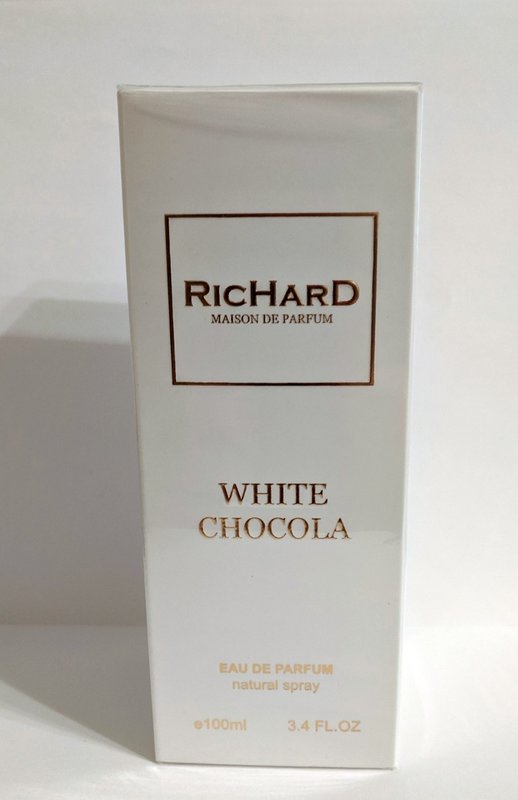 RicHarD
MAISON DE PARFUM
WHITE
CHOCOLA
EAU DE PARFUM
natural spray
e100ml 3.4 FL.OZ